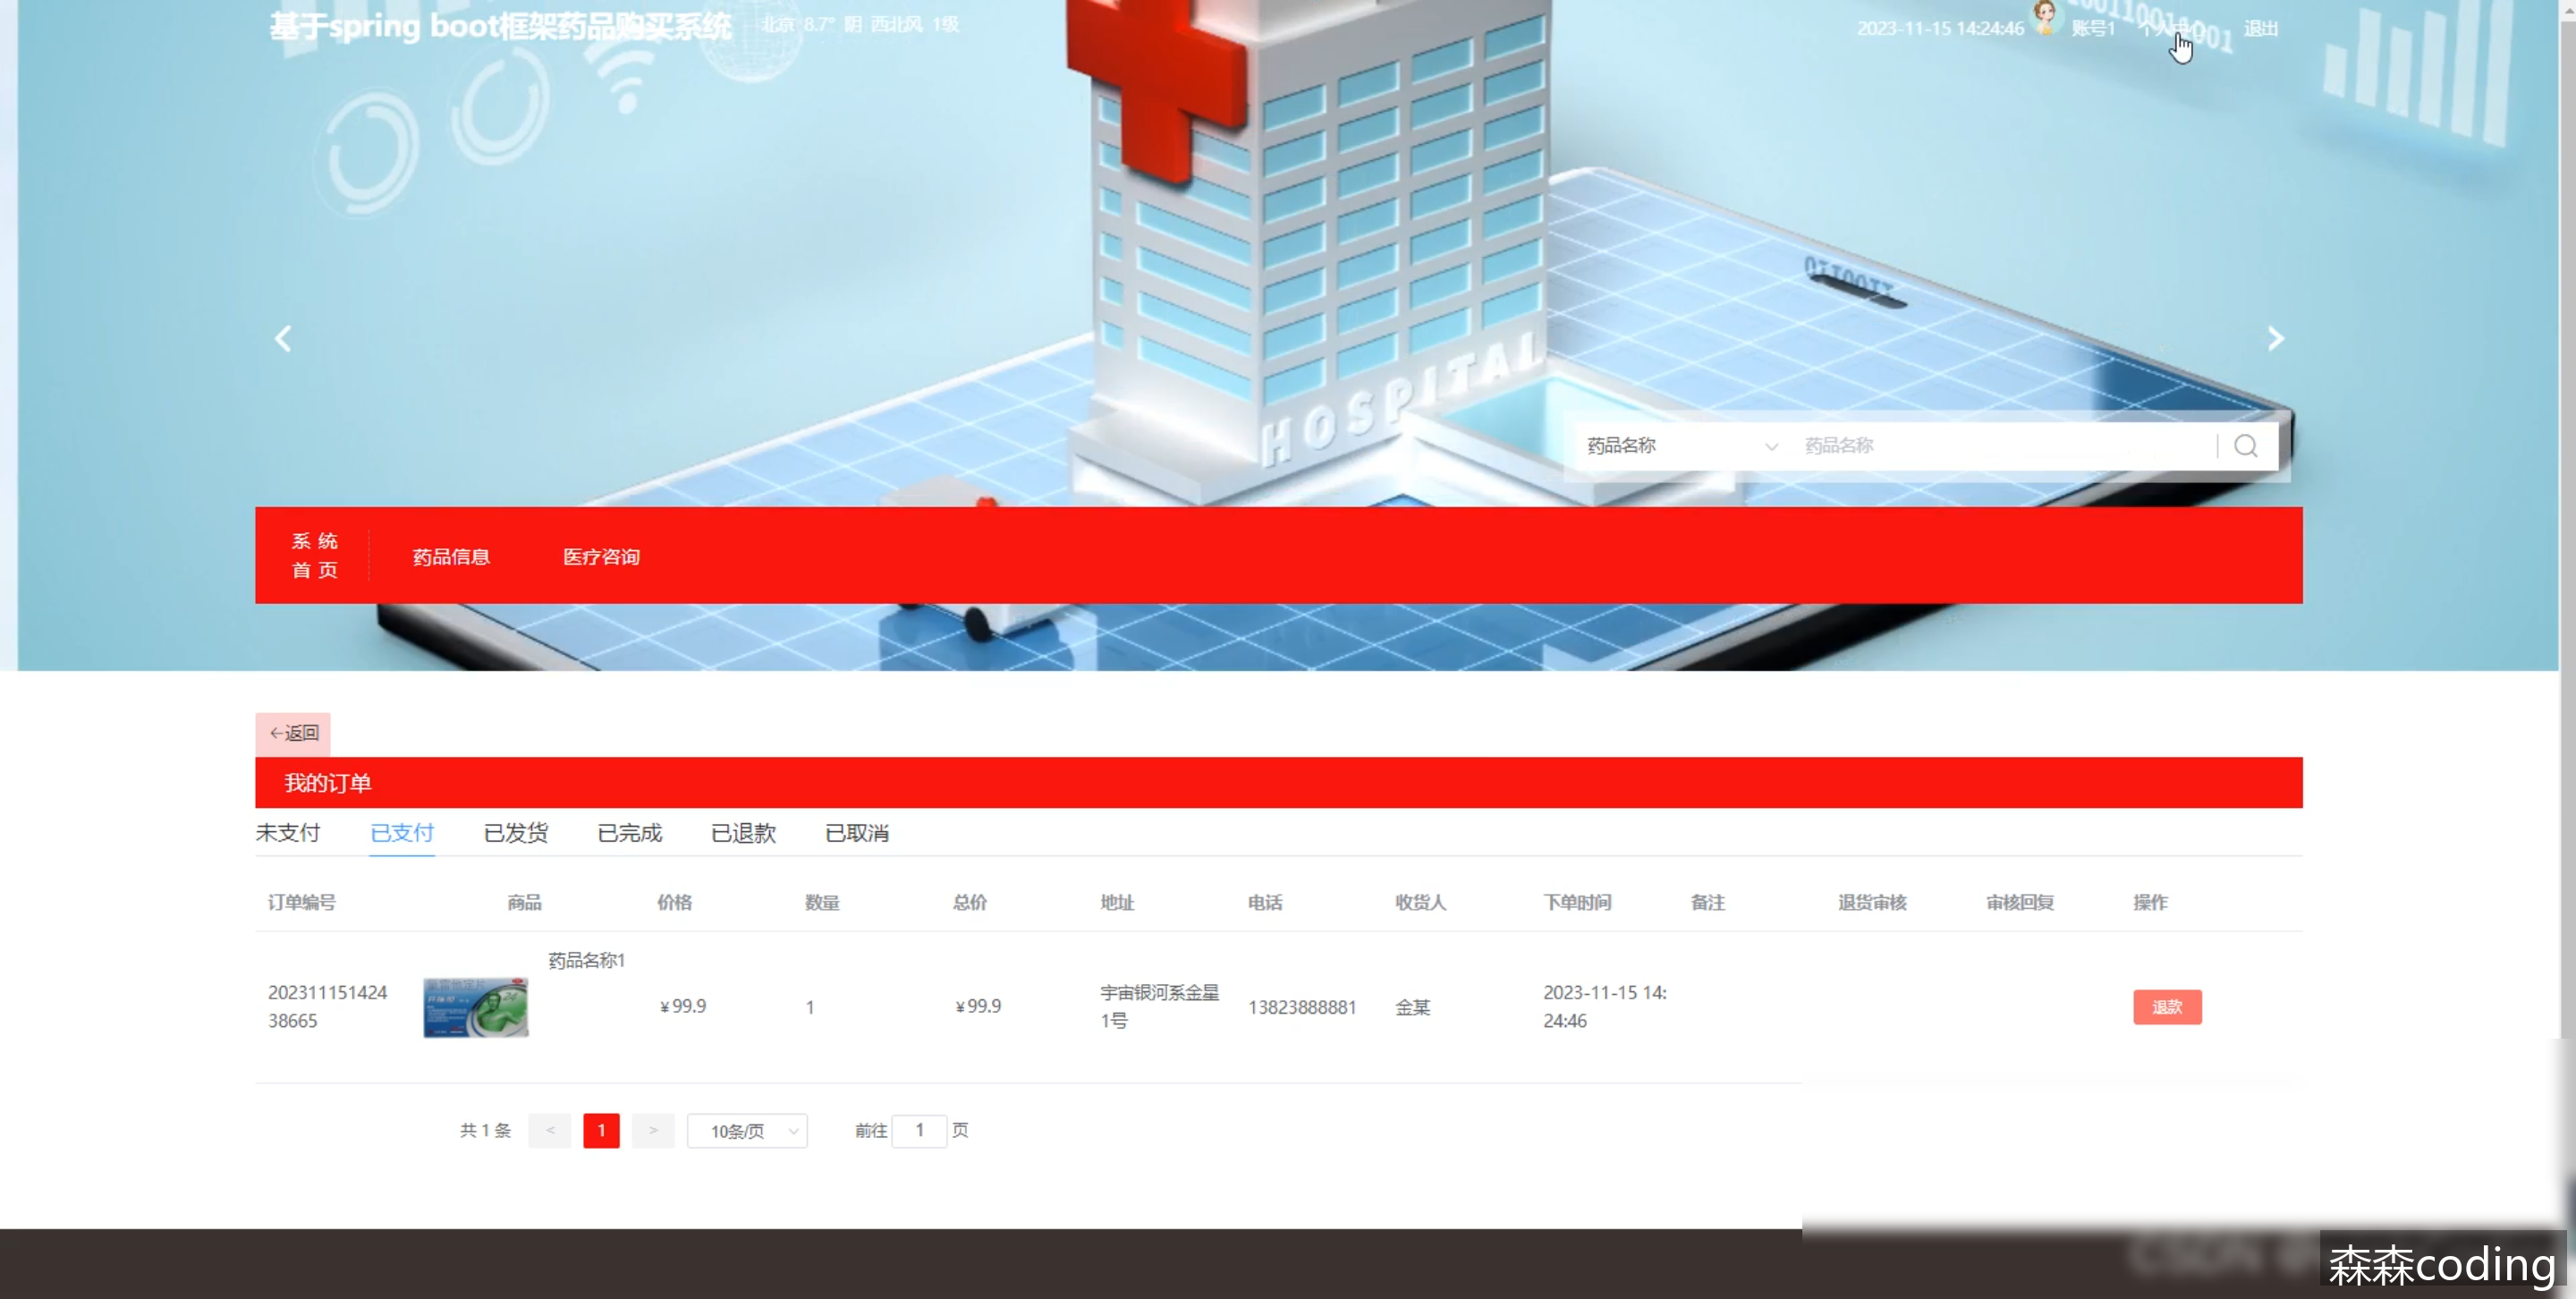 基于spring boot框架药品购买系统 北京 8.7° 阴 西北风 1级
2023-11-15 14:24:46 账号1 个人中心 退出
HOSPITAL
药品名称 药品名称
系统
首页
药品信息 医疗咨询
←返回
我的订单
未支付 已支付 已发货 已完成 已退款 已取消
订单编号 商品 价格 数量 总价 地址 电话 收货人 下单时间 备注 退货审核 审核回复 操作
药品名称1
202311151424
38665
¥99.9 1 ¥99.9
宇宙银河系金星
1号
13823888881 金某
2023-11-15 14:
24:46
退款
共 1 条 < 1 > 10条/页 前往 1 页
森森coding